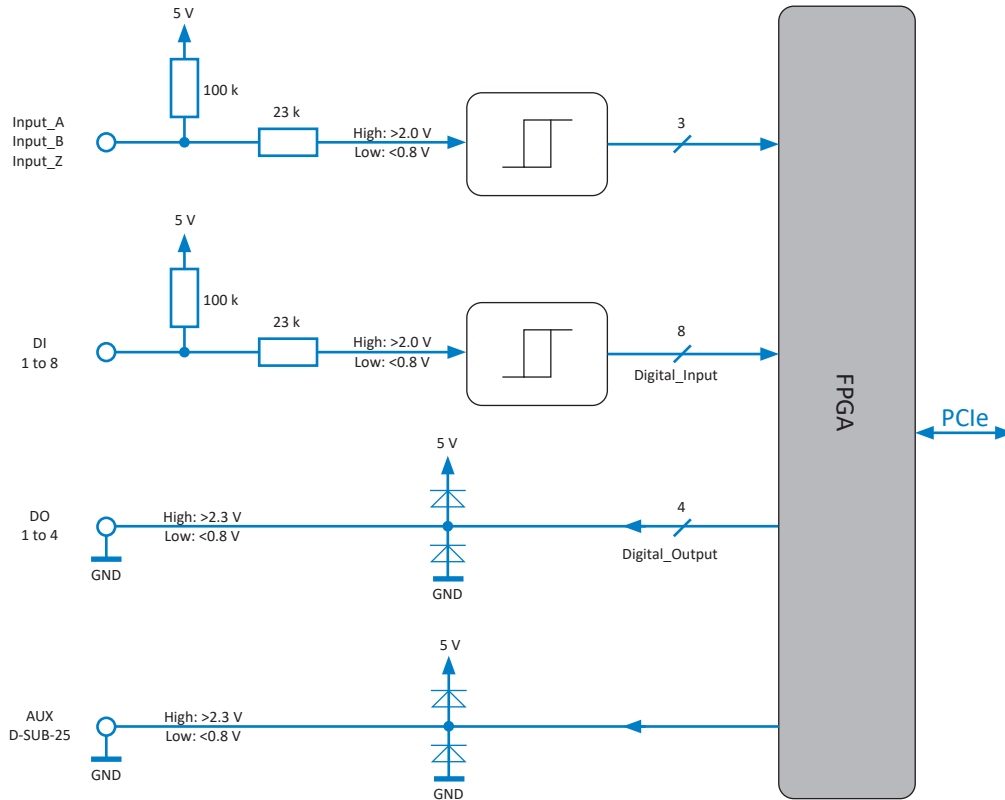 5 V
100 k
Input_A
Input_B
Input_Z
23 k
High: >2.0 V
Low: <0.8 V
3
5 V
100 k
DI
1 to 8
23 k
High: >2.0 V
Low: <0.8 V
8
Digital_Input
FPGA
PCIe
5 V
DO
1 to 4
High: >2.3 V
Low: <0.8 V
4
Digital_Output
GND
GND
5 V
AUX
D-SUB-25
High: >2.3 V
Low: <0.8 V
GND
GND